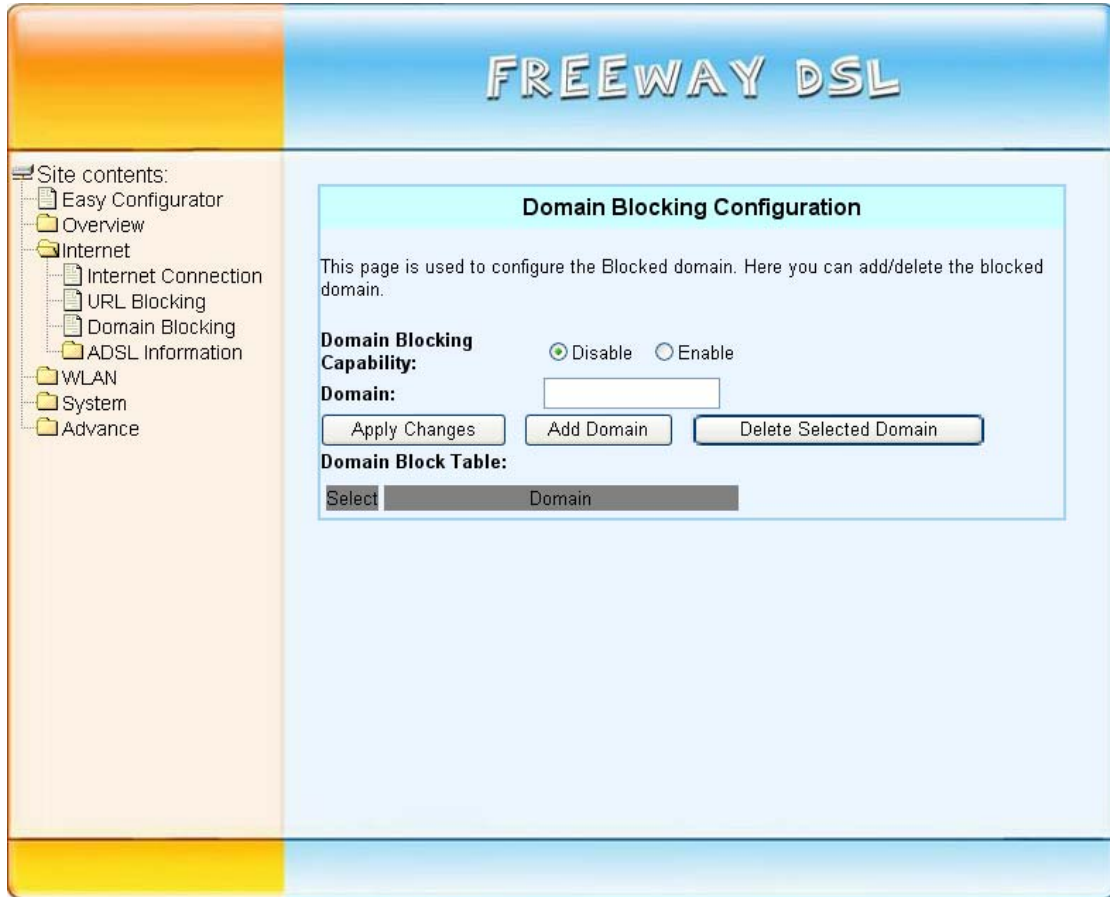 FREEWAY DSL
Site contents:
Easy Configurator
Overview
Internet
Internet Connection
URL Blocking
Domain Blocking
ADSL Information
WLAN
System
Advance
Domain Blocking Configuration
This page is used to configure the Blocked domain. Here you can add/delete the blocked
domain.
Domain Blocking
Capability:
Disable Enable
Domain:
Apply Changes Add Domain Delete Selected Domain
Domain Block Table:
Select Domain